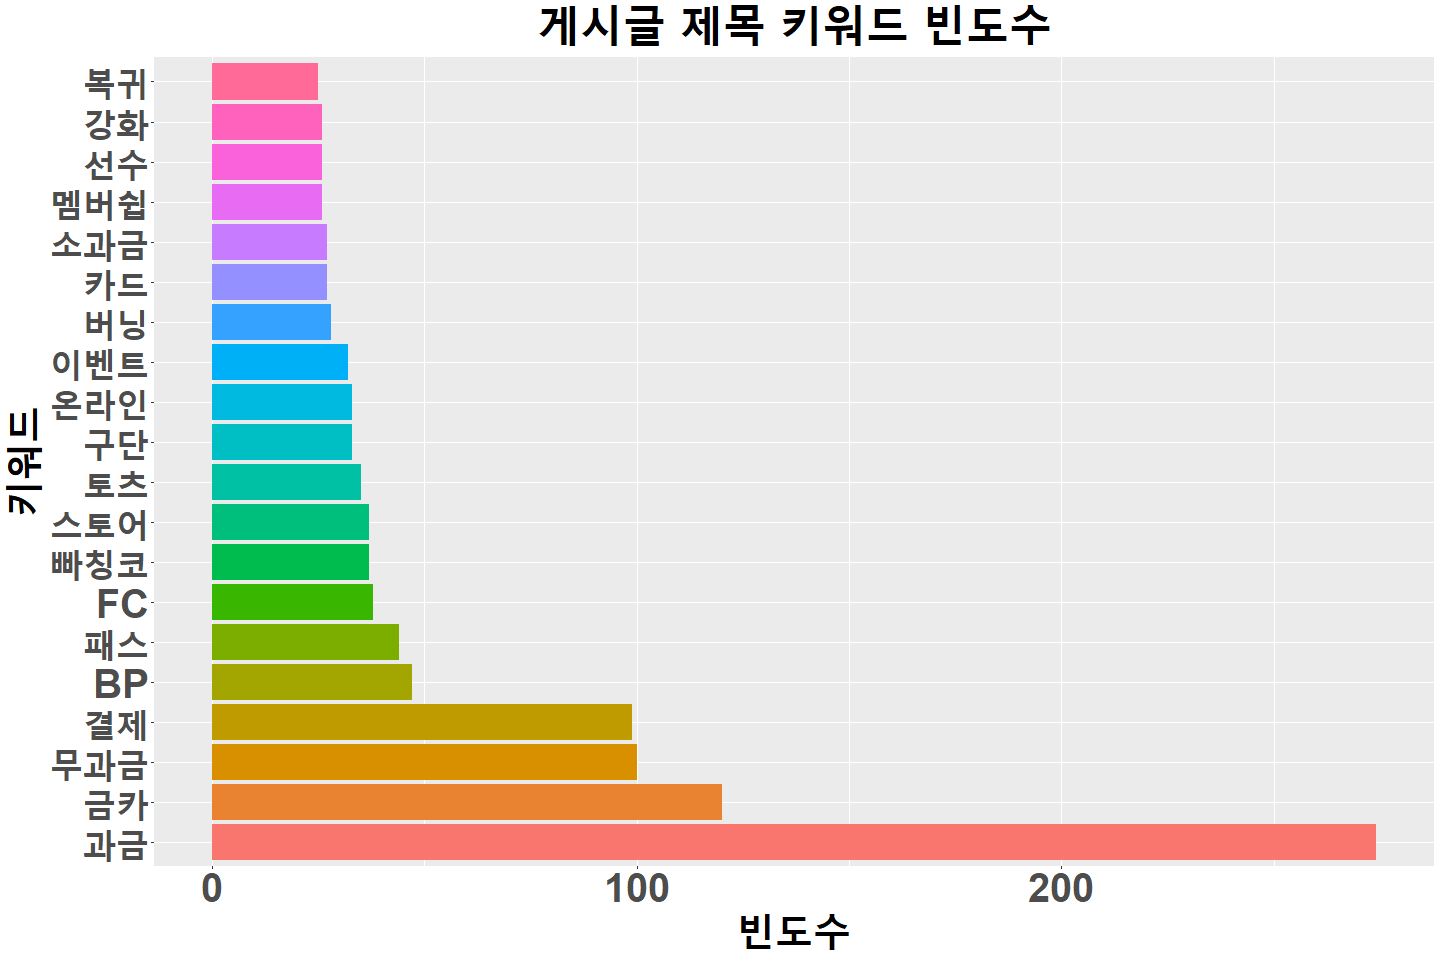 게시글 제목 키워드 빈도수
복귀
강화
선수
멤버쉽
소과금
카드
버닝
이벤트
온라인
구단
토츠
스토어
빠칭코
FC
패스
BP
결제
무과금
금카
과금
키워드
0 100 200
빈도수